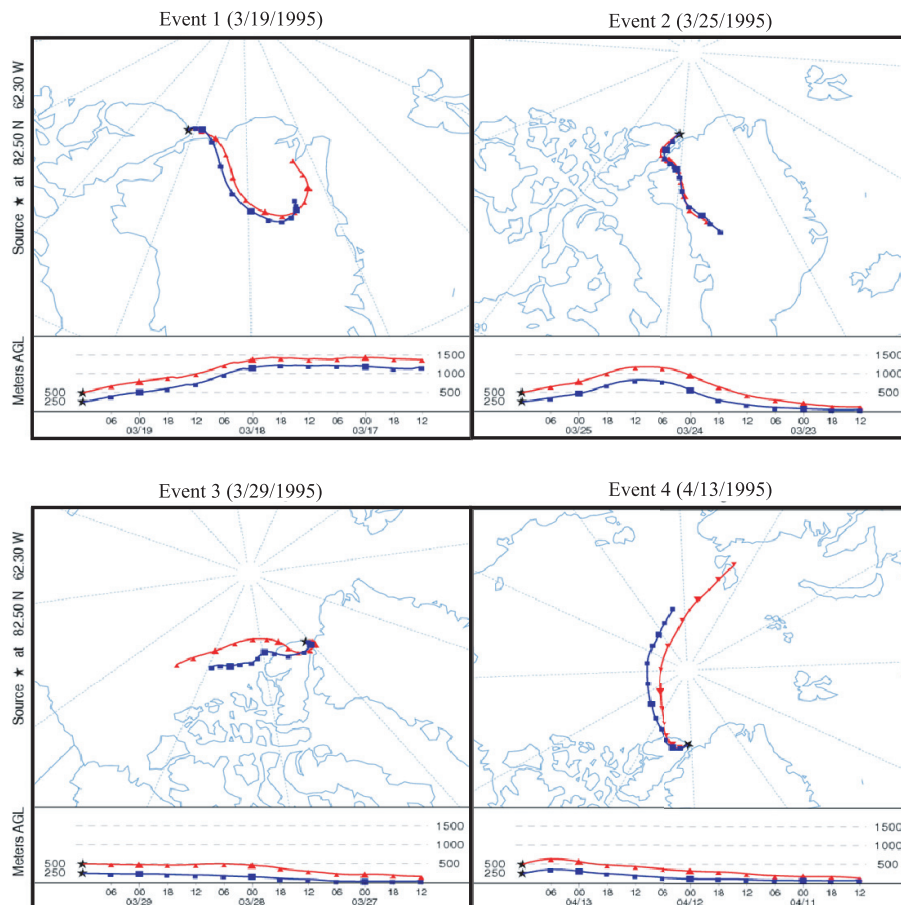 Event 1 (3/19/1995)
Event 2 (3/25/1995)
Source ★ at 82.50 N 62.30 W
90
Meters AGL
1500
1000
500
500
250
06 00 18 12 06 00 18 12 06 00 18 12
03/19 03/18 03/17
1500
1000
500
500
250
06 00 18 12 06 00 18 12 06 00 18 12
03/25 03/24 03/23
Event 3 (3/29/1995)
Event 4 (4/13/1995)
Source ★ at 82.50 N 62.30 W
Meters AGL
1500
1000
500
500
250
06 00 18 12 06 00 18 12 06 00 18 12
03/29 03/28 03/27
1500
1000
500
500
250
06 00 18 12 06 00 18 12 06 00 18 12
04/13 04/12 04/11